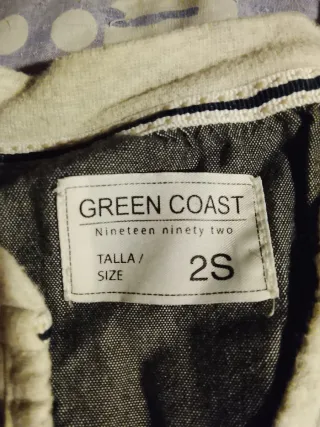 GREEN COAST
Nineteen ninety two
TALLA/
SIZE
2S